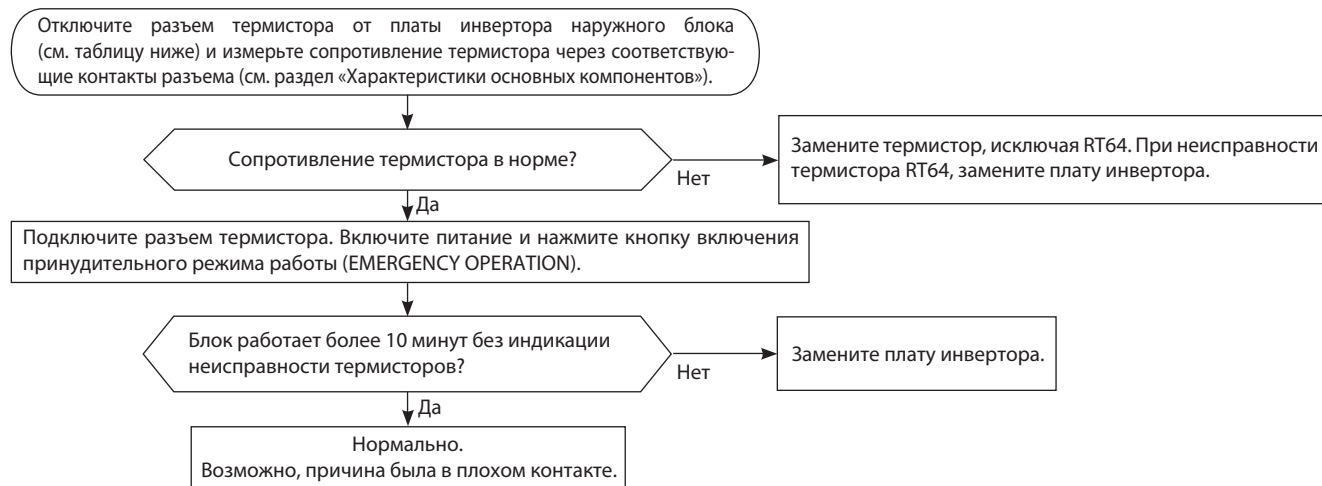 Отключите разъем термистора от платы инвертора наружного блока
(см. таблицу ниже) и измерьте сопротивление термистора через соответствую-
щие контакты разъема (см. раздел «Характеристики основных компонентов»).
Сопротивление термистора в норме?
Нет
Замените термистор, исключая RT64. При неисправности
термистора RT64, замените плату инвертора.
Да
Подключите разъем термистора. Включите питание и нажмите кнопку включения
принудительного режима работы (EMERGENCY OPERATION).
Блок работает более 10 минут без индикации
неисправности термисторов?
Нет
Замените плату инвертора.
Да
Нормально.
Возможно, причина была в плохом контакте.